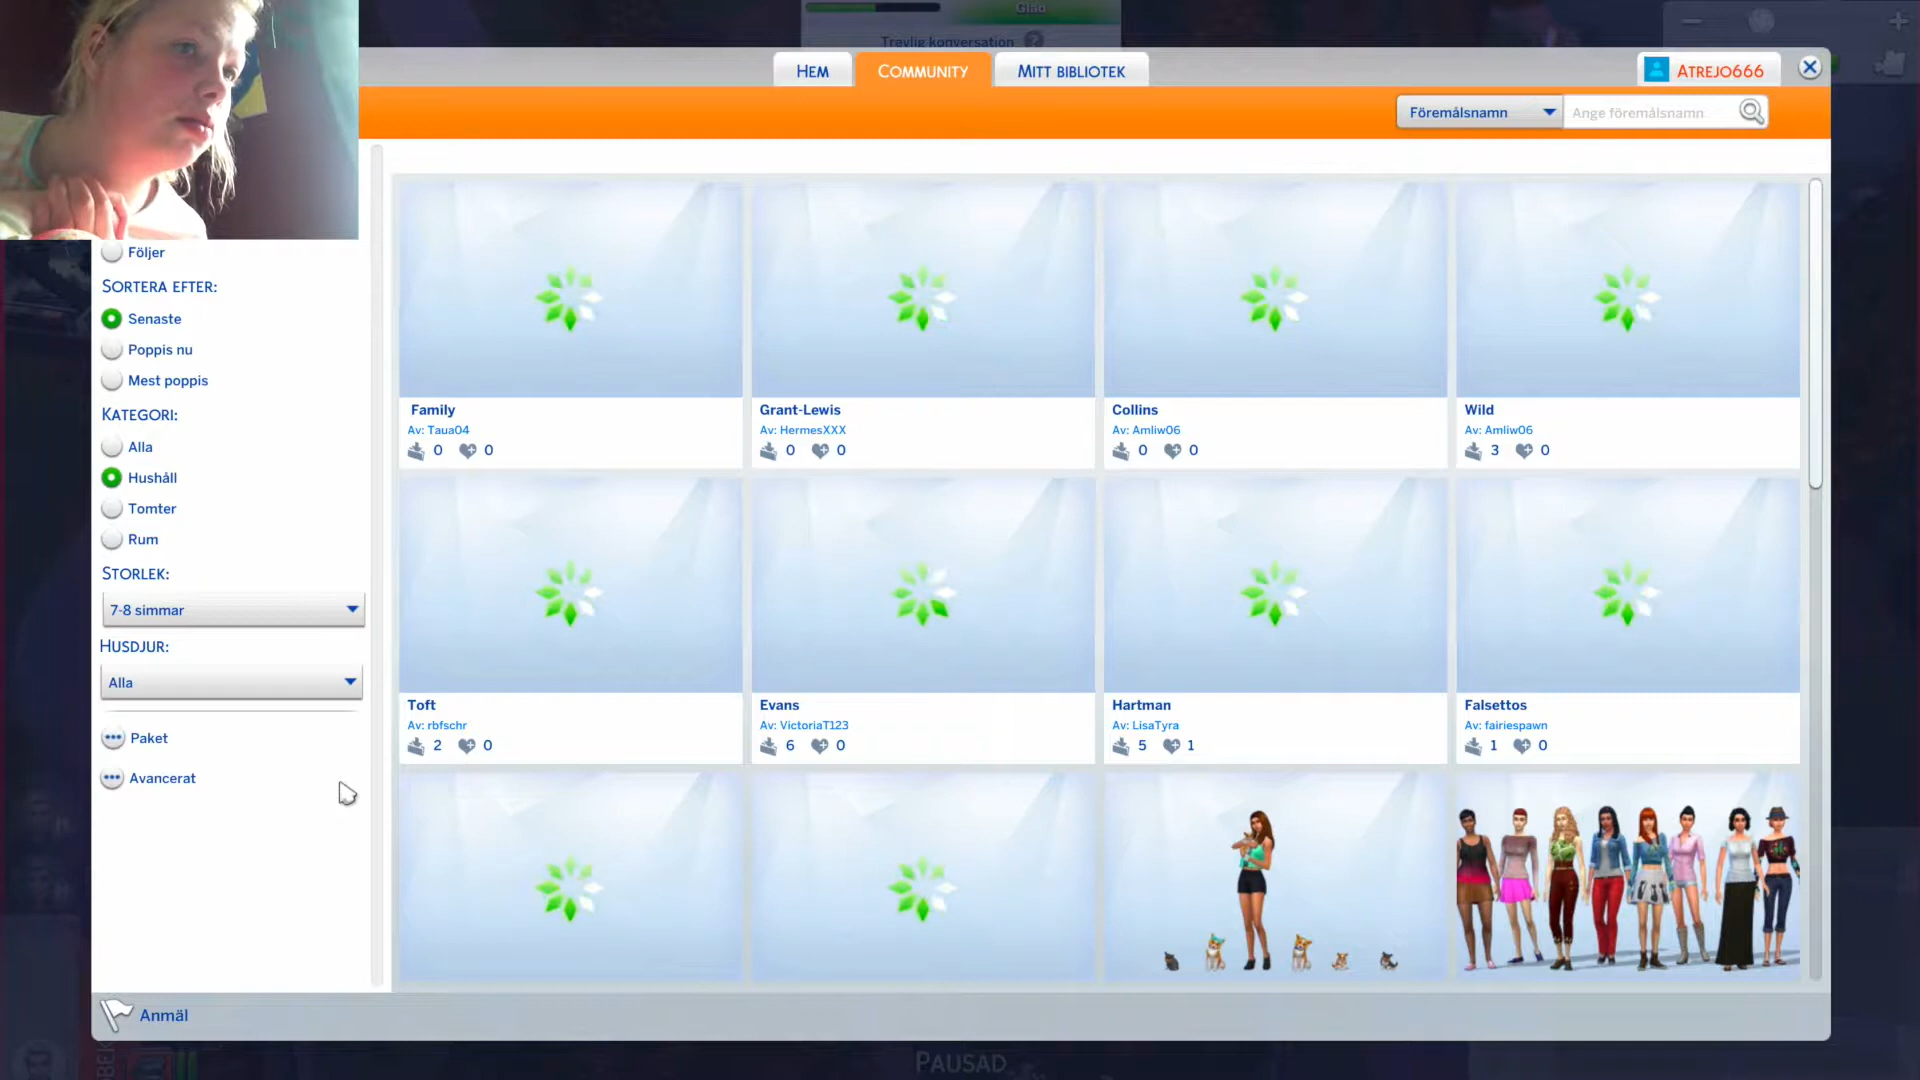 Glad
Trevlig konversation ?
HEM
COMMUNITY
MITT BIBLIOTEK
ATREJO666
Föremålsnamn
Ange föremålsnamn
Följer
SORTERA EFTER:
Senaste
Poppis nu
Mest poppis
KATEGORI:
Alla
Hushåll
Tomter
Rum
STORLEK:
7-8 simmar
HUSDJUR:
Alla
Paket
Avancerat
Family
Av: Taua04
0 0
Grant-Lewis
Av: HermesXXX
0 0
Collins
Av: Amliw06
0 0
Wild
Av: Amliw06
3 0
Toft
Av: rbfschr
2 0
Evans
Av: VictoriaT123
6 0
Hartman
Av: LisaTyra
5 1
Falsettos
Av: fairiespawn
1 0
Anmäl
PAUSAD